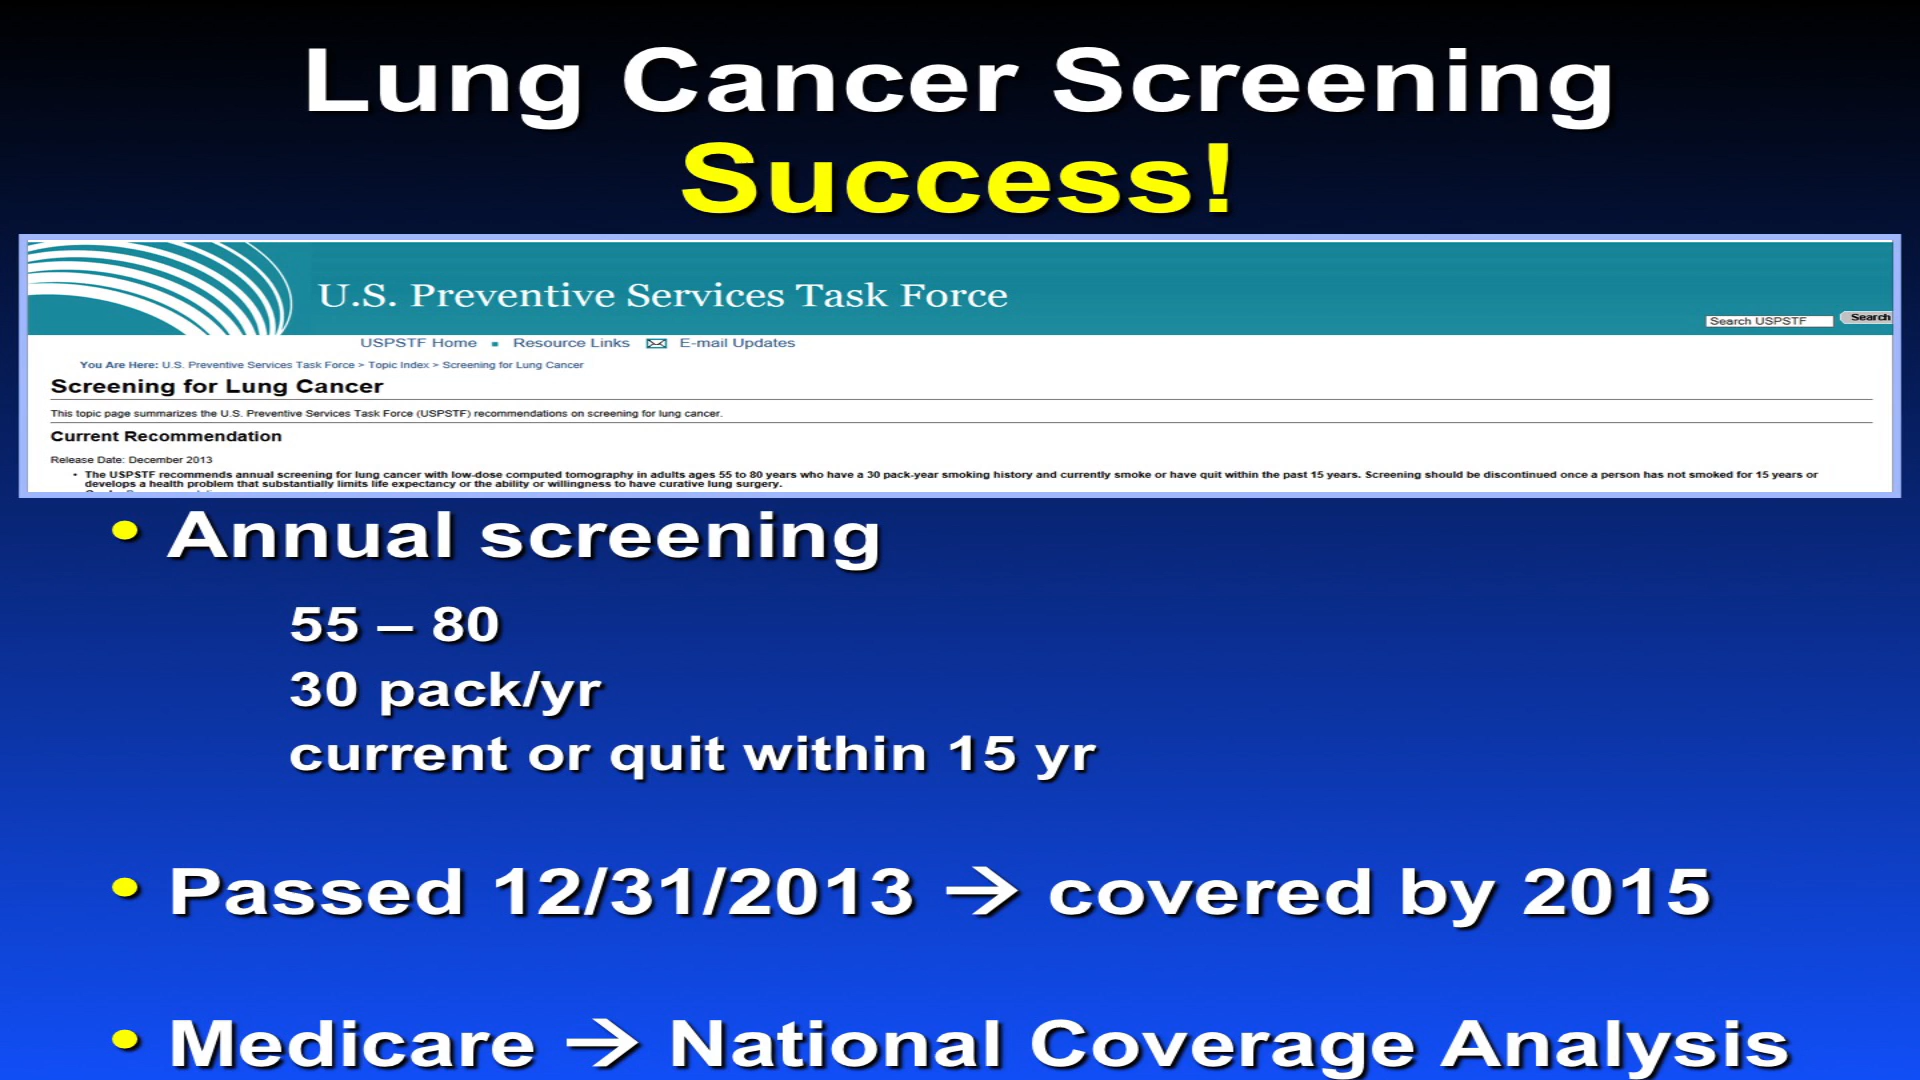 Lung Cancer Screening
Success!
U.S. Preventive Services Task Force
Search USPSTF Search
USPSTF Home ▪ Resource Links E-mail Updates
You Are Here: U.S. Preventive Services Task Force > Topic Index > Screening for Lung Cancer
Screening for Lung Cancer
This topic page summarizes the U.S. Preventive Services Task Force (USPSTF) recommendations on screening for lung cancer.
Current Recommendation
Release Date: December 2013
• The USPSTF recommends annual screening for lung cancer with low-dose computed tomography in adults ages 55 to 80 years who have a 30 pack-year smoking history and currently smoke or have quit within the past 15 years. Screening should be discontinued once a person has not smoked for 15 years or
develops a health problem that substantially limits life expectancy or the ability or willingness to have curative lung surgery.
• Annual screening
55 – 80
30 pack/yr
current or quit within 15 yr
• Passed 12/31/2013 → covered by 2015
• Medicare → National Coverage Analysis